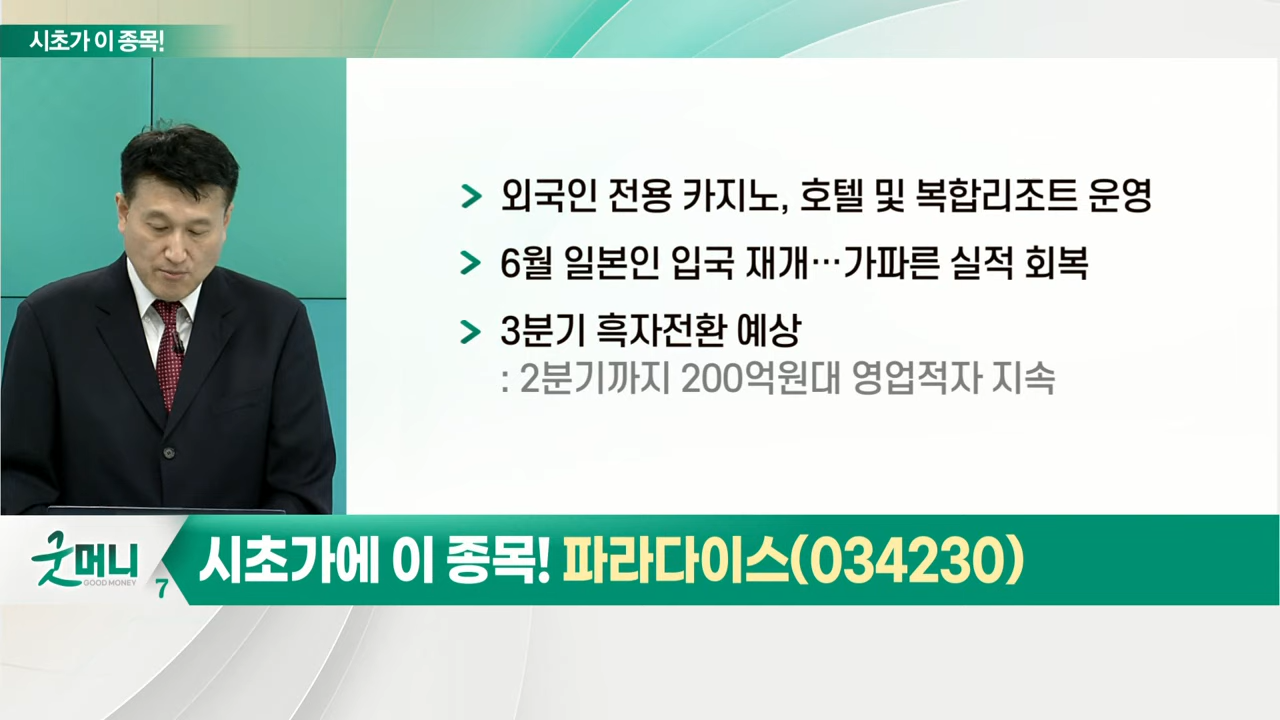 시초가 이 종목!
> 외국인 전용 카지노, 호텔 및 복합리조트 운영
> 6월 일본인 입국 재개…가파른 실적 회복
> 3분기 흑자전환 예상
: 2분기까지 200억원대 영업적자 지속
굿머니
GOOD MONEY
7
시초가에 이 종목! 파라다이스(034230)